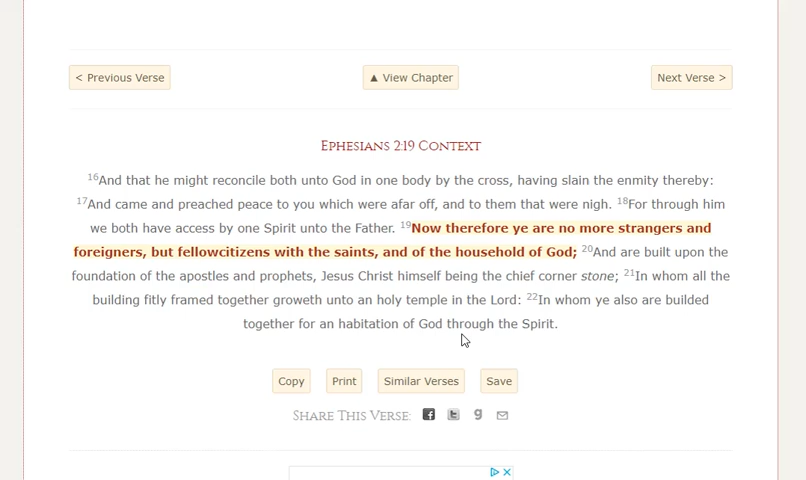 < Previous Verse
▲ View Chapter
Next Verse >
Ephesians 2:19 Context
16And that he might reconcile both unto God in one body by the cross, having slain the enmity thereby:
17And came and preached peace to you which were afar off, and to them that were nigh. 18For through him
we both have access by one Spirit unto the Father. 19Now therefore ye are no more strangers and
foreigners, but fellowcitizens with the saints, and of the household of God; 20And are built upon the
foundation of the apostles and prophets, Jesus Christ himself being the chief corner stone; 21In whom all the
building fitly framed together groweth unto an holy temple in the Lord: 22In whom ye also are builded
together for an habitation of God through the Spirit.
Copy
Print
Similar Verses
Save
Share This Verse: